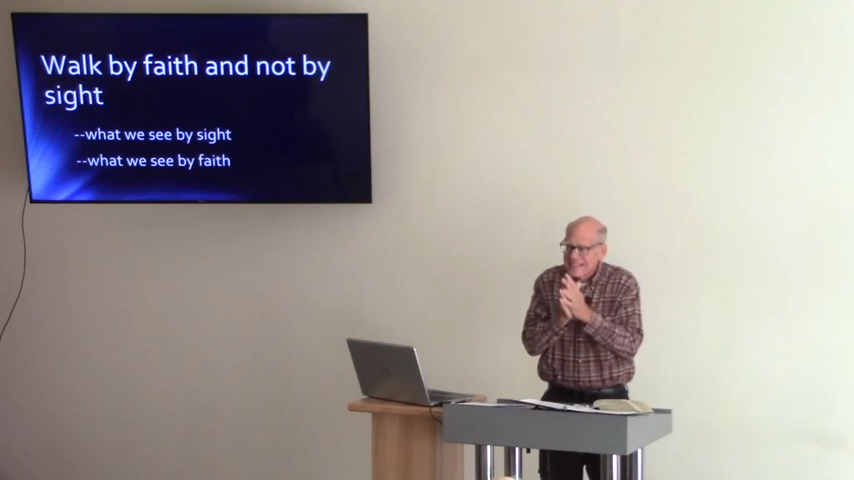 Walk by faith and not by
sight
--what we see by sight
--what we see by faith